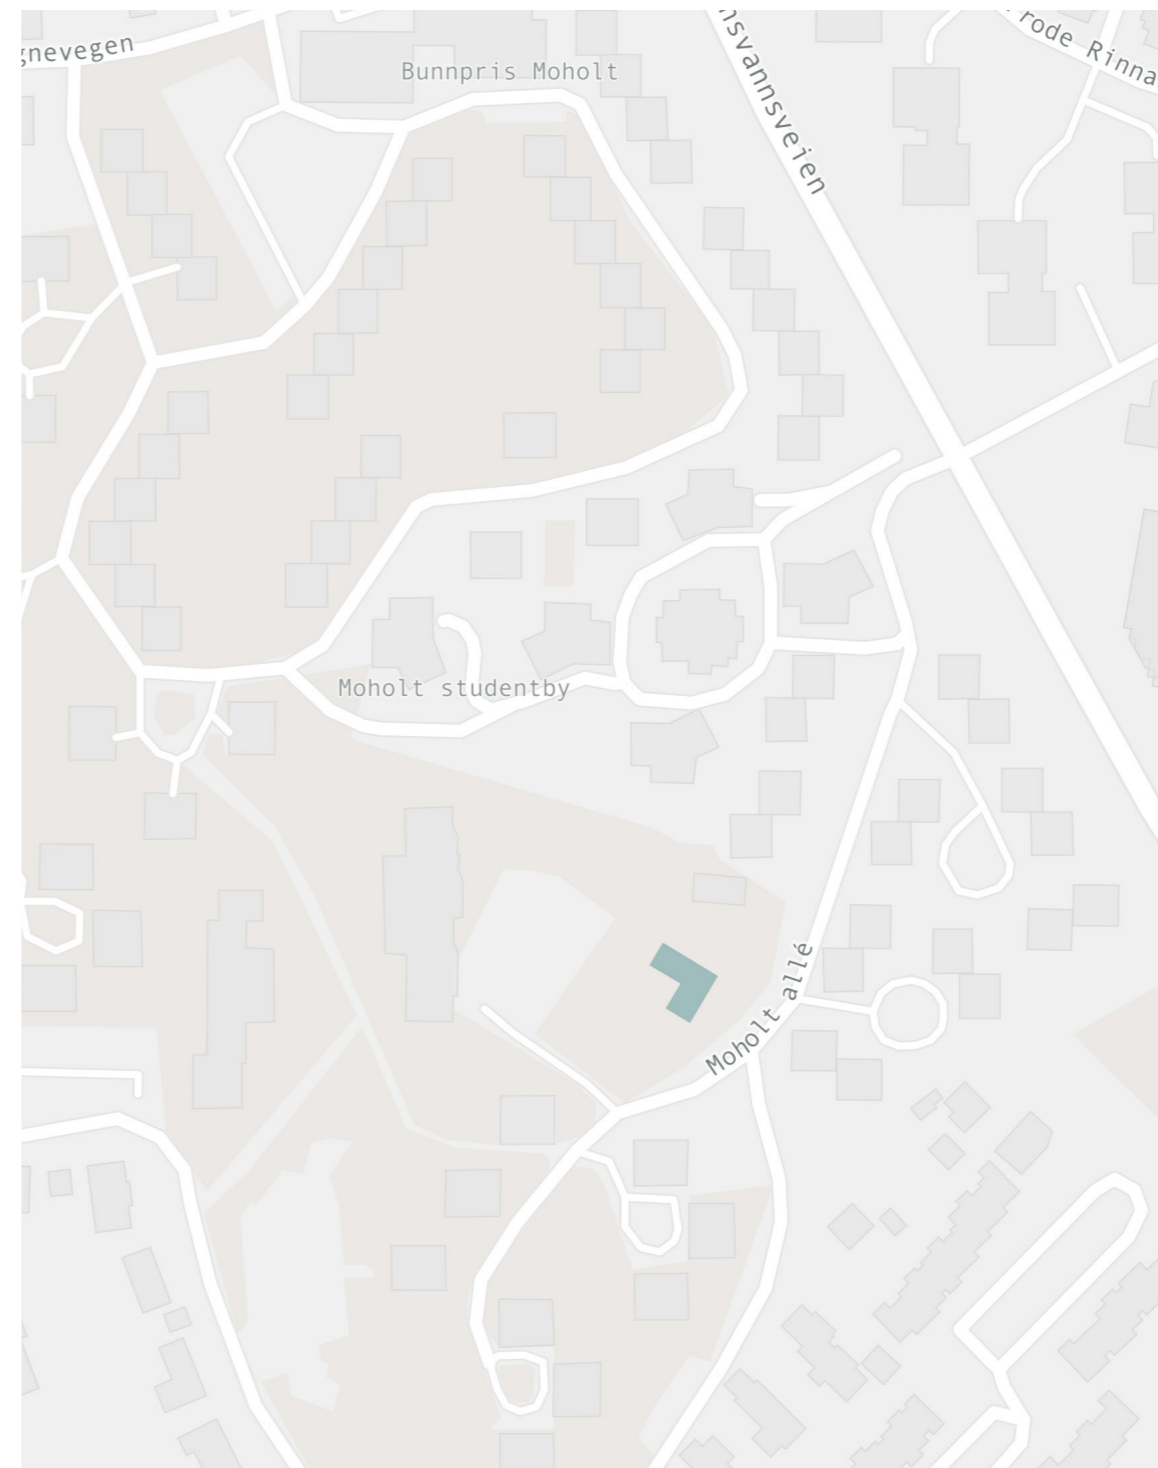 gnevegen
Bunnpris Moholt
nsvannsveien
rode Rinna
Moholt studentby
Moholt allé